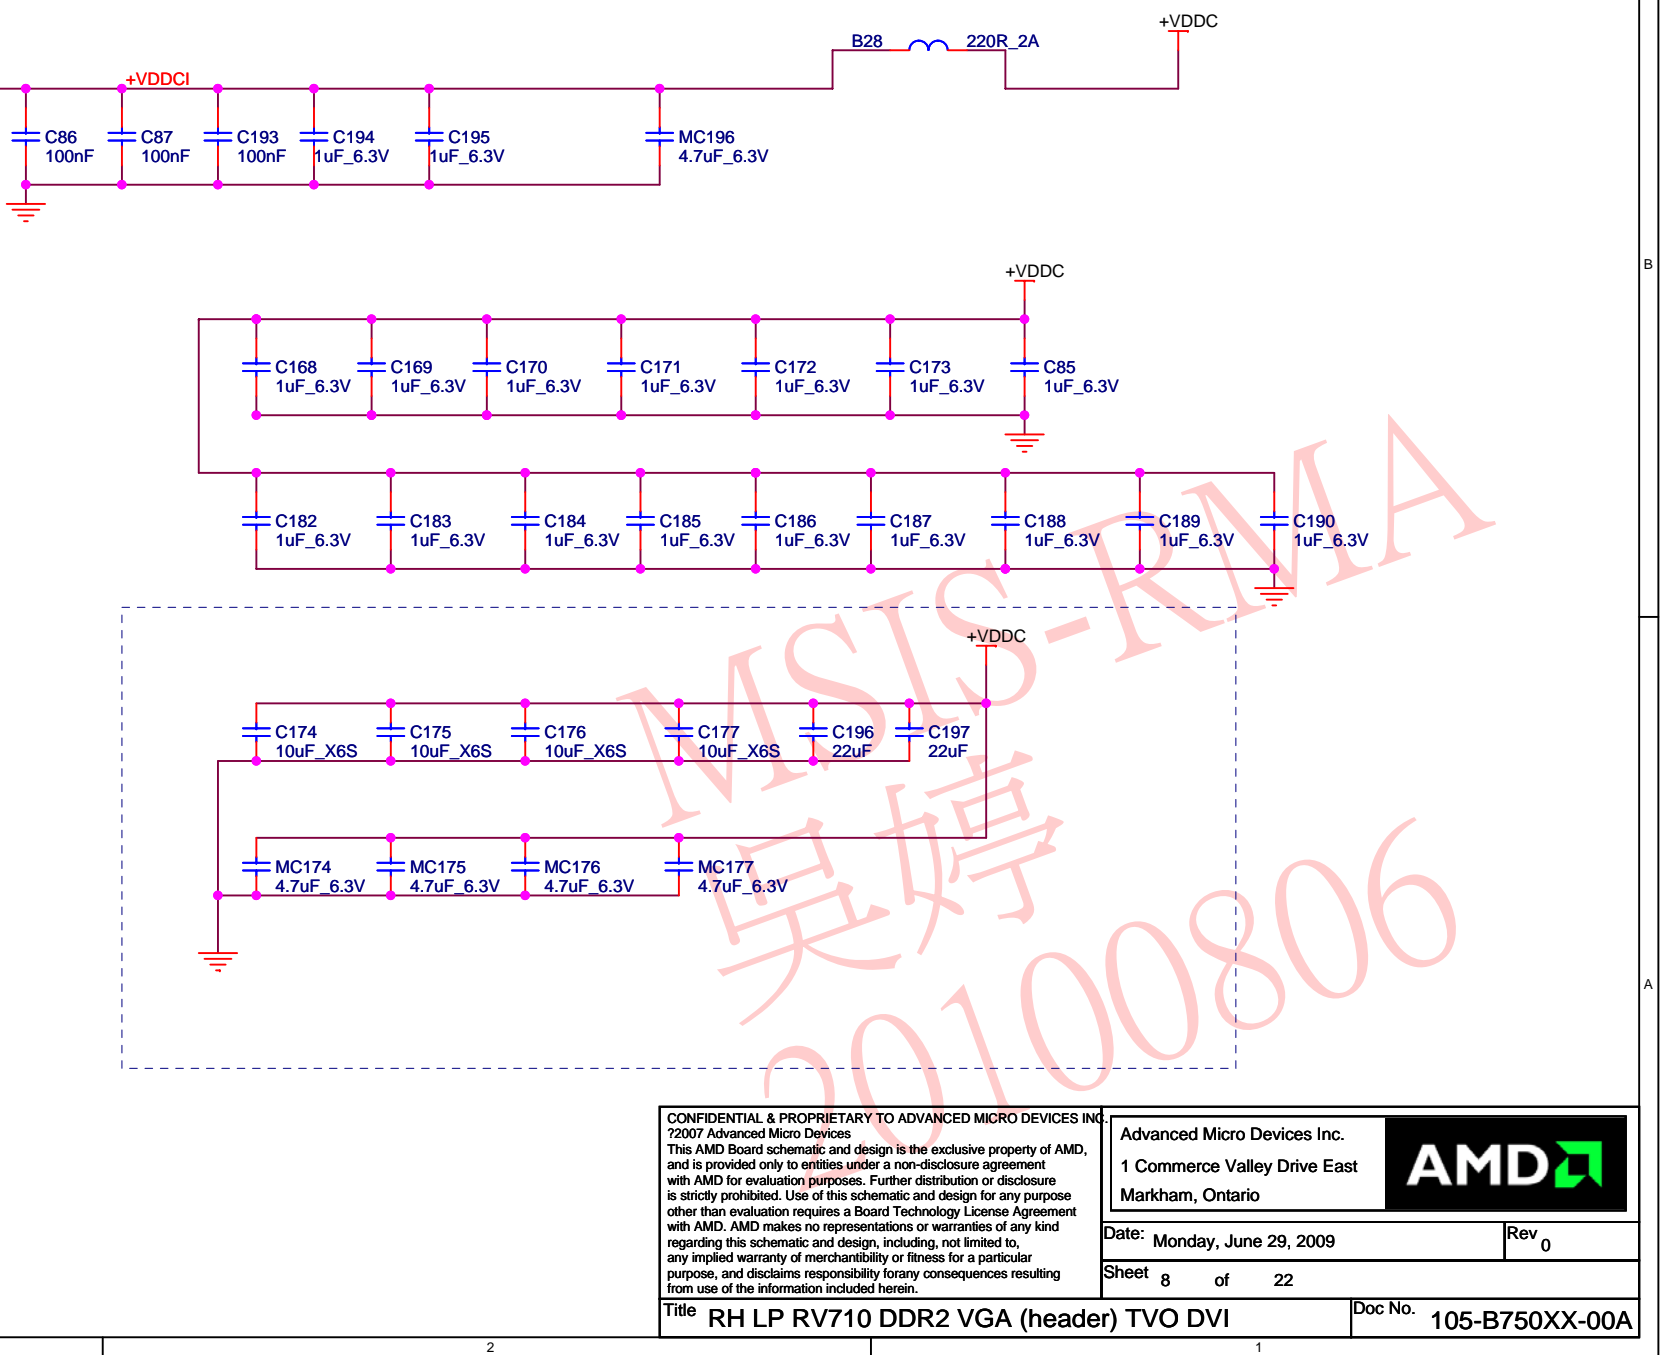 +VDDC
B28 220R_2A
+VDDCI
C86 C87 C193 C194 C195 MC196
100nF 100nF 100nF 1uF_6.3V 1uF_6.3V 4.7uF_6.3V
B
+VDDC
C168 C169 C170 C171 C172 C173 C85
1uF_6.3V 1uF_6.3V 1uF_6.3V 1uF_6.3V 1uF_6.3V 1uF_6.3V 1uF_6.3V
C182 C183 C184 C185 C186 C187 C188 C189 C190
1uF_6.3V 1uF_6.3V 1uF_6.3V 1uF_6.3V 1uF_6.3V 1uF_6.3V 1uF_6.3V 1uF_6.3V 1uF_6.3V
MSIS-RMA
吳婷
20100806
+VDDC
C174 C175 C176 C177 C196 C197
10uF_X6S 10uF_X6S 10uF_X6S 10uF_X6S 22uF 22uF
MC174 MC175 MC176 MC177
4.7uF_6.3V 4.7uF_6.3V 4.7uF_6.3V 4.7uF_6.3V
A
CONFIDENTIAL & PROPRIETARY TO ADVANCED MICRO DEVICES INC.
?2007 Advanced Micro Devices
This AMD Board schematic and design is the exclusive property of AMD,
and is provided only to entities under a non-disclosure agreement
with AMD for evaluation purposes. Further distribution or disclosure
is strictly prohibited. Use of this schematic and design for any purpose
other than evaluation requires a Board Technology License Agreement
with AMD. AMD makes no representations or warranties of any kind
regarding this schematic and design, including, not limited to,
any implied warranty of merchantibility or fitness for a particular
purpose, and disclaims responsibility forany consequences resulting
from use of the information included herein.
Advanced Micro Devices Inc.
1 Commerce Valley Drive East
Markham, Ontario
AMD
Date: Monday, June 29, 2009
Rev 0
Sheet 8 of 22
Title RH LP RV710 DDR2 VGA (header) TVO DVI
Doc No. 105-B750XX-00A
2 1